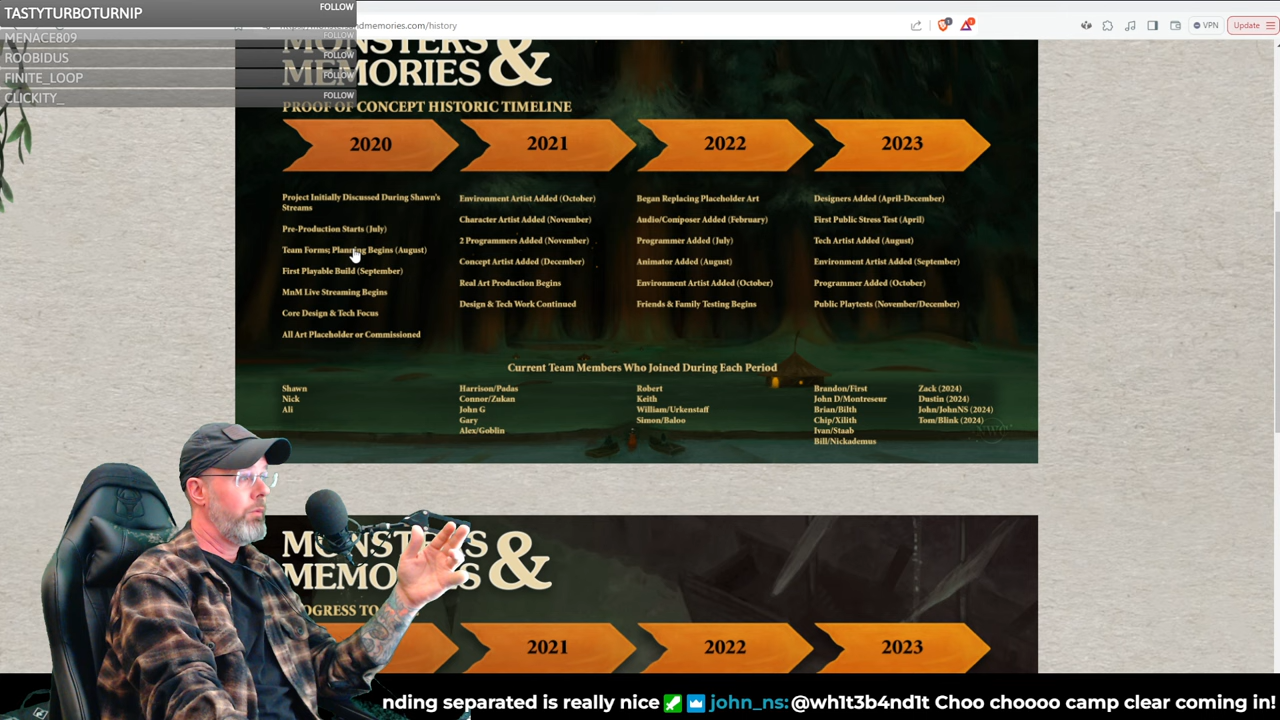 TASTYTURBOTURNIP FOLLOW
MENACE809 FOLLOW
ROOBIDUS FOLLOW
FINITE_LOOP FOLLOW
CLICKITY_ FOLLOW
ndmemories.com/history
VPN
Update
MONSTERS
MEMORIES &
PROOF OF CONCEPT HISTORIC TIMELINE
2020 2021 2022 2023
Project Initially Discussed During Shawn's
Streams
Pre-Production Starts (July)
Team Forms; Planning Begins (August)
First Playable Build (September)
MnM Live Streaming Begins
Core Design & Tech Focus
All Art Placeholder or Commissioned
Environment Artist Added (October)
Character Artist Added (November)
2 Programmers Added (November)
Concept Artist Added (December)
Real Art Production Begins
Design & Tech Work Continued
Began Replacing Placeholder Art
Audio/Composer Added (February)
Programmer Added (July)
Animator Added (August)
Environment Artist Added (October)
Friends & Family Testing Begins
Designers Added (April-December)
First Public Stress Test (April)
Tech Artist Added (August)
Environment Artist Added (September)
Programmer Added (October)
Public Playtests (November/December)
Current Team Members Who Joined During Each Period
Shawn
Nick
Ali
Harrison/Padas
Connor/Zukan
John G
Gary
Alex/Goblin
Robert
Keith
William/Urkenstaff
Simon/Baloo
Brandon/First
John D/Montreseur
Brian/Bilth
Chip/Xilith
Ivan/Staab
Bill/Nickademus
Zack (2024)
Dustin (2024)
John/JohnNS (2024)
Tom/Blink (2024)
NWC
MONSTERS
MEMORIES &
OGRESS TO
2021 2022 2023
nding separated is really nice john_ns: @wh1t3b4nd1t Choo choooo camp clear coming in!